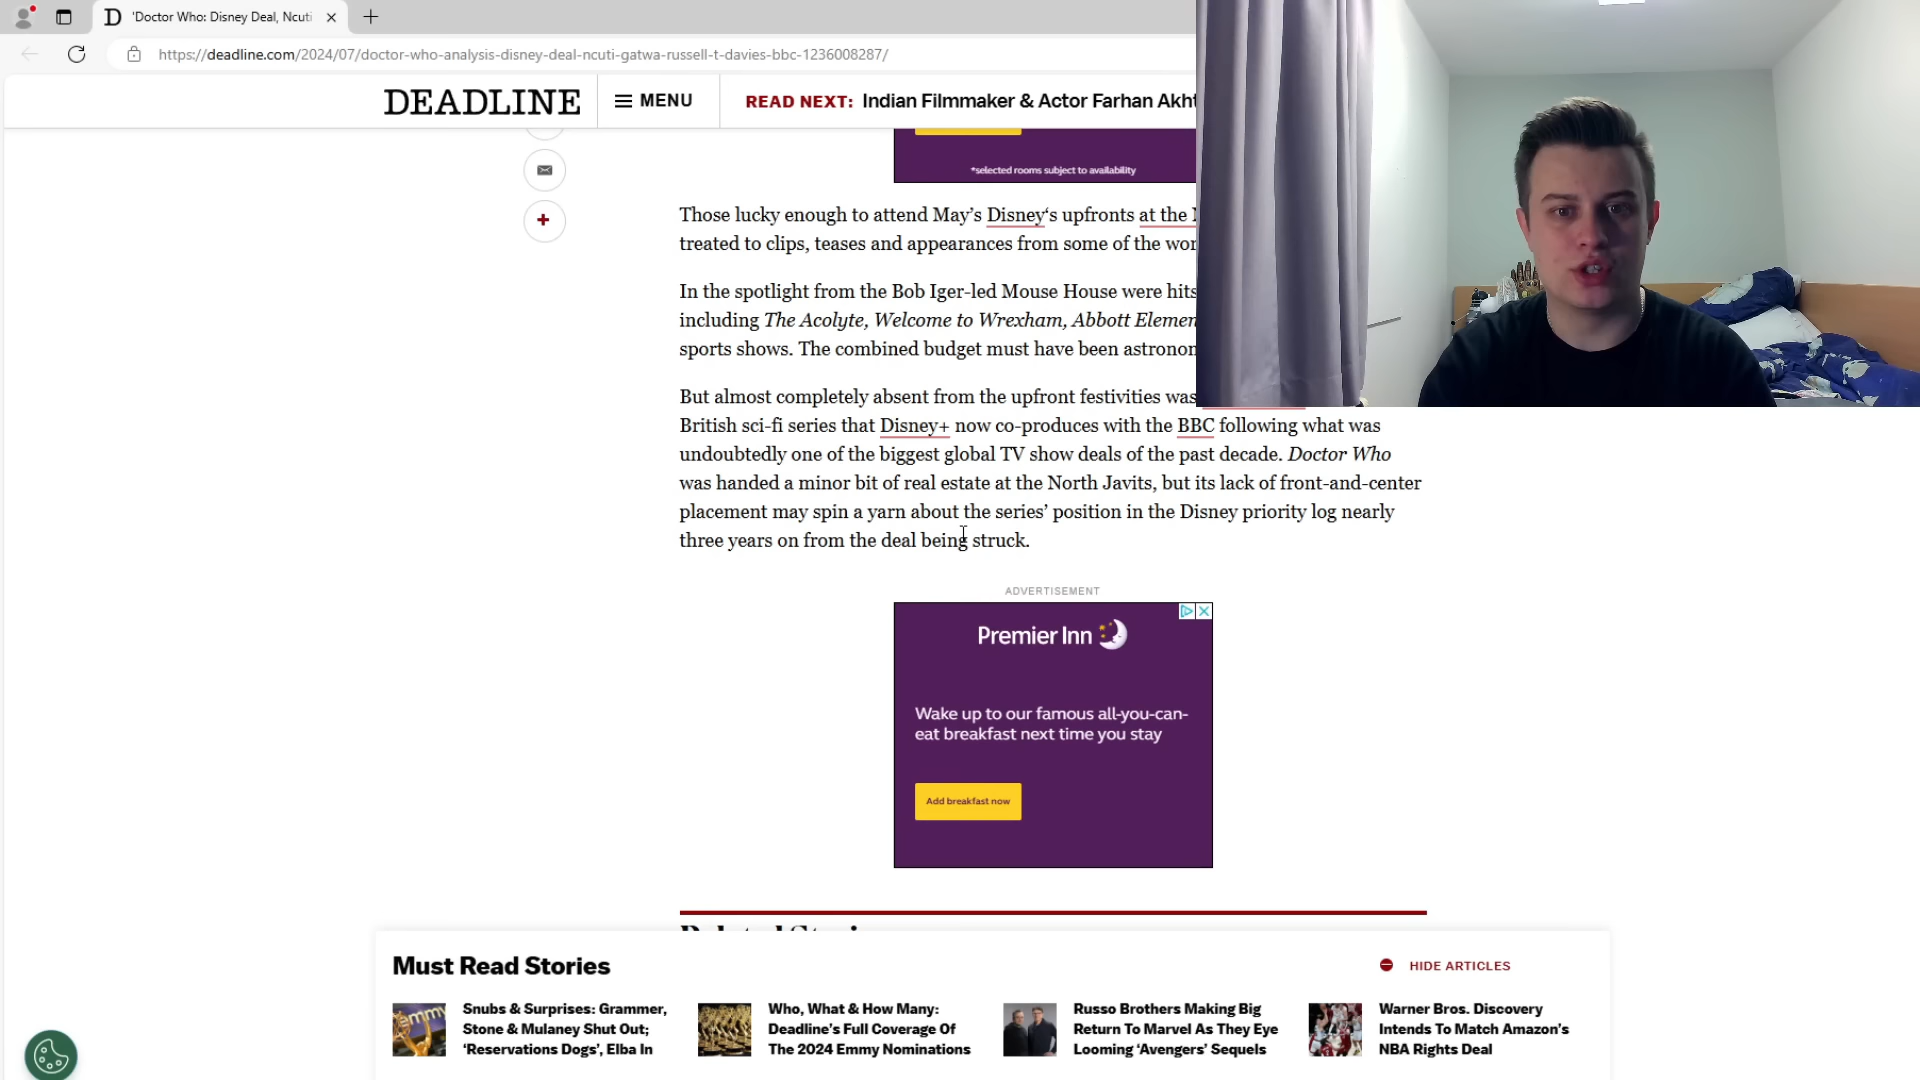 'Doctor Who: Disney Deal, Ncuti
https://deadline.com/2024/07/doctor-who-analysis-disney-deal-ncuti-gatwa-russell-t-davies-bbc-1236008287/
DEADLINE
MENU
READ NEXT: Indian Filmmaker & Actor Farhan Akht
*selected rooms subject to availability
Those lucky enough to attend May's Disney's upfronts at the
treated to clips, teases and appearances from some of the
In the spotlight from the Bob Iger-led Mouse House were hits
including The Acolyte, Welcome to Wrexham, Abbott Elemen
sports shows. The combined budget must have been astronon
But almost completely absent from the upfront festivities was
British sci-fi series that Disney+ now co-produces with the BBC following what was
undoubtedly one of the biggest global TV show deals of the past decade. Doctor Who
was handed a minor bit of real estate at the North Javits, but its lack of front-and-center
placement may spin a yarn about the series' position in the Disney priority log nearly
three years on from the deal being struck.
ADVERTISEMENT
Premier Inn
Wake up to our famous all-you-can-
eat breakfast next time you stay
Add breakfast now
Must Read Stories
HIDE ARTICLES
Snubs & Surprises: Grammer,
Stone & Mulaney Shut Out;
'Reservations Dogs', Elba In
Who, What & How Many:
Deadline's Full Coverage Of
The 2024 Emmy Nominations
Russo Brothers Making Big
Return To Marvel As They Eye
Looming 'Avengers' Sequels
Warner Bros. Discovery
Intends To Match Amazon's
NBA Rights Deal